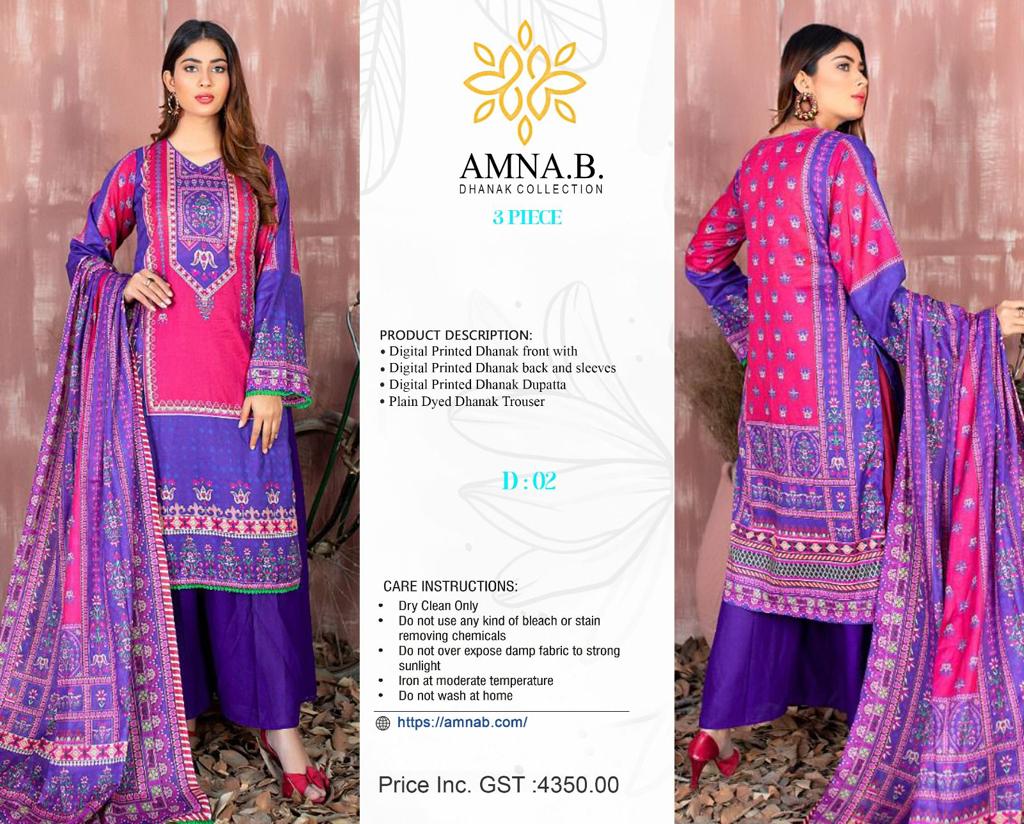 AMNA.B.
DHANAK COLLECTION
3 PIECE
PRODUCT DESCRIPTION:
• Digital Printed Dhanak front with
• Digital Printed Dhanak back and sleeves
• Digital Printed Dhanak Dupatta
• Plain Dyed Dhanak Trouser
D : 02
CARE INSTRUCTIONS:
• Dry Clean Only
• Do not use any kind of bleach or stain
removing chemicals
• Do not over expose damp fabric to strong
sunlight
• Iron at moderate temperature
• Do not wash at home
https://amnab.com/
Price Inc. GST :4350.00